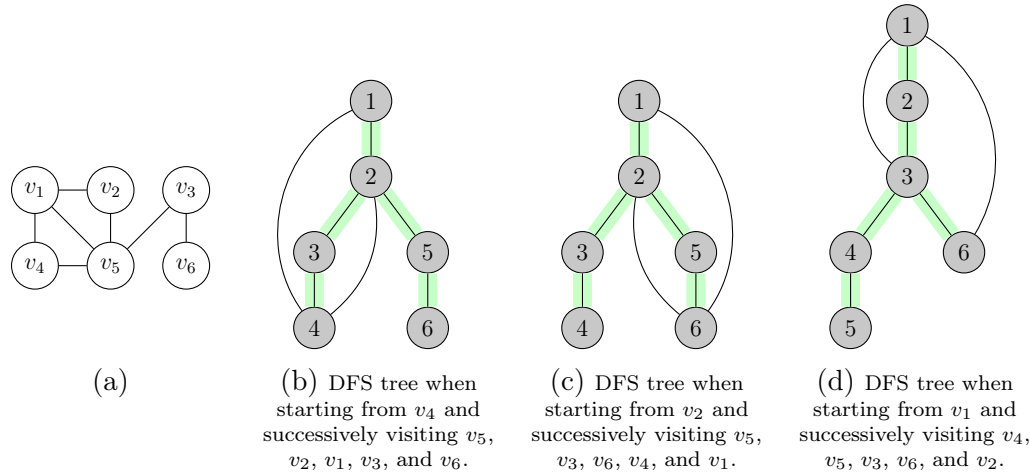 v1 v2 v3
v4 v5 v6
(a)
1
2
3 5
4 6
(b) DFS tree when
starting from v4 and
successively visiting v5,
v2, v1, v3, and v6.
1
2
3 5
4 6
(c) DFS tree when
starting from v2 and
successively visiting v5,
v3, v6, v4, and v1.
1
2
3
4 6
5
(d) DFS tree when
starting from v1 and
successively visiting v4,
v5, v3, v6, and v2.